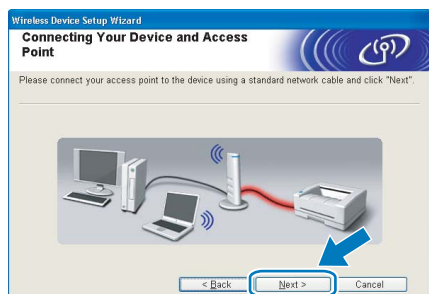 Wireless Device Setup Wizard
Connecting Your Device and Access
Point
Please connect your access point to the device using a standard network cable and click "Next".
< Back
Next >
Cancel